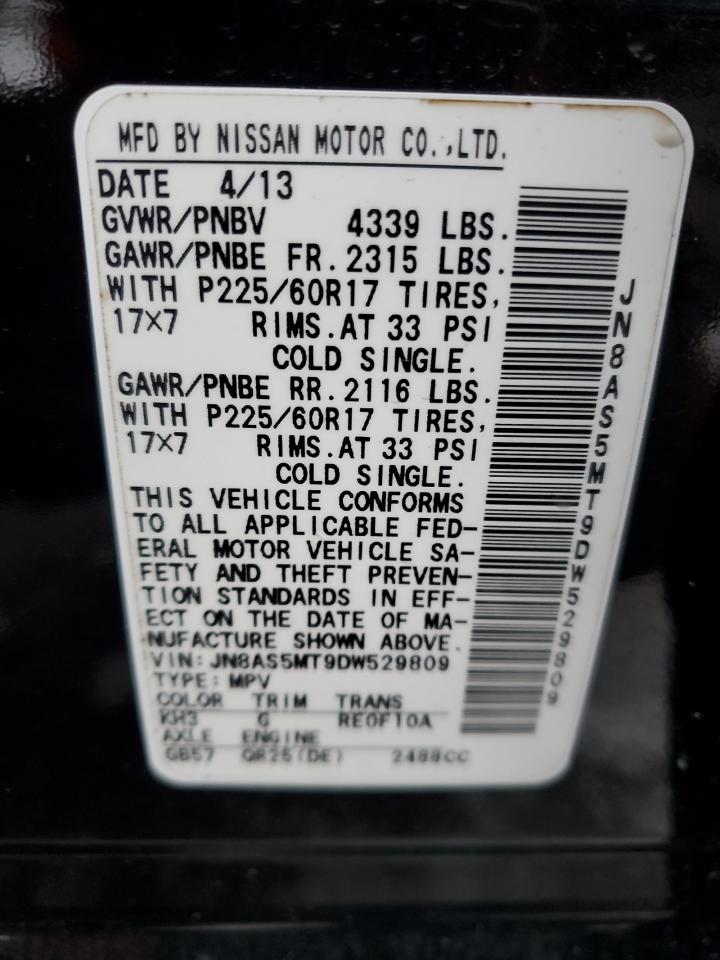 MFD BY NISSAN MOTOR CO.,LTD.
DATE 4/13
GVWR/PNBV 4339 LBS.
GAWR/PNBE FR.2315 LBS.
WITH P225/60R17 TIRES,
17×7 RIMS.AT 33 PSI
COLD SINGLE.
GAWR/PNBE RR.2116 LBS.
WITH P225/60R17 TIRES,
17×7 RIMS.AT 33 PSI
COLD SINGLE.
THIS VEHICLE CONFORMS
TO ALL APPLICABLE FED-
ERAL MOTOR VEHICLE SA-
FETY AND THEFT PREVEN-
TION STANDARDS IN EFF-
ECT ON THE DATE OF MA-
NUFACTURE SHOWN ABOVE.
VIN: JN8AS5MT9DW529809
TYPE: MPV
COLOR TRIM TRANS
KH3 G RE0F10A
AXLE ENGINE
GB57 QR25(DE) 2488CC
JN8AS5MT9DW529809